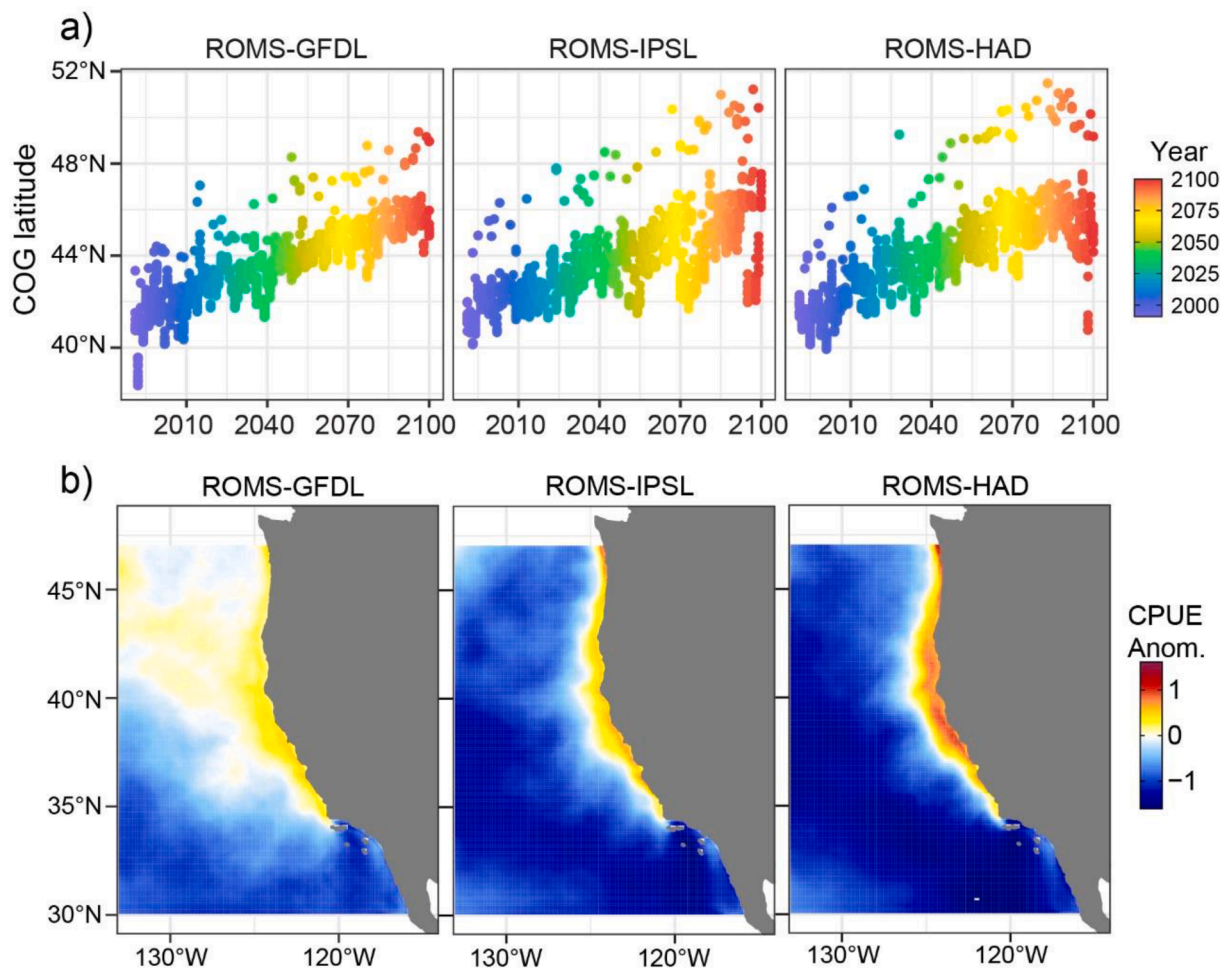 a)
ROMS-GFDL ROMS-IPSL ROMS-HAD
52°N
48°N
44°N
40°N
COG latitude
2010 2040 2070 2100 2010 2040 2070 2100 2010 2040 2070 2100
Year
2100
2075
2050
2025
2000
b)
ROMS-GFDL ROMS-IPSL ROMS-HAD
45°N
40°N
35°N
30°N
130°W 120°W 130°W 120°W 130°W 120°W
CPUE
Anom.
1
0
−1